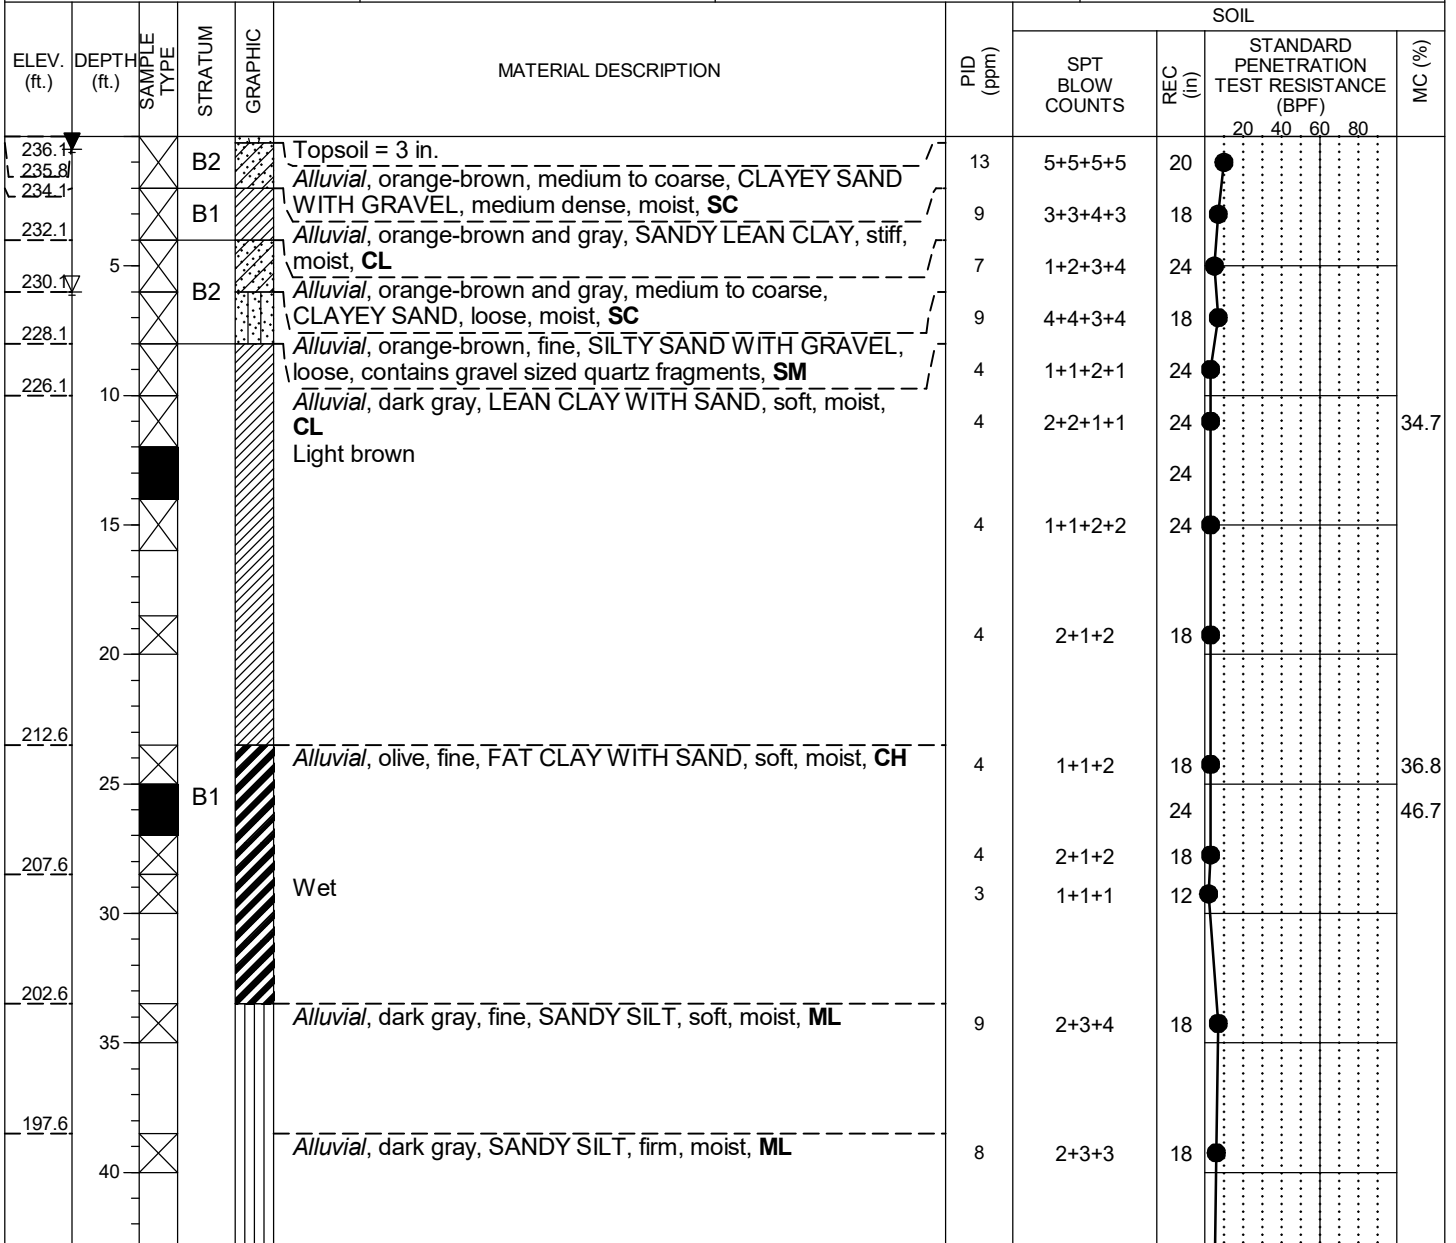 SOIL
ELEV. (ft.)
DEPTH (ft.)
SAMPLE TYPE
STRATUM
GRAPHIC
MATERIAL DESCRIPTION
PID (ppm)
SPT BLOW COUNTS
REC (in)
STANDARD PENETRATION TEST RESISTANCE (BPF)
MC (%)
20 40 60 80
236.1 Topsoil = 3 in.
235.8 B2 13 5+5+5+5 20
234.1 Alluvial, orange-brown, medium to coarse, CLAYEY SAND
WITH GRAVEL, medium dense, moist, SC
B1 9 3+3+4+3 18
232.1 Alluvial, orange-brown and gray, SANDY LEAN CLAY, stiff,
moist, CL
5 7 1+2+3+4 24
230.1 B2 Alluvial, orange-brown and gray, medium to coarse,
CLAYEY SAND, loose, moist, SC
9 4+4+3+4 18
228.1 Alluvial, orange-brown, fine, SILTY SAND WITH GRAVEL,
loose, contains gravel sized quartz fragments, SM
4 1+1+2+1 24
226.1 10 Alluvial, dark gray, LEAN CLAY WITH SAND, soft, moist,
CL 4 2+2+1+1 24 34.7
Light brown
24
15 4 1+1+2+2 24
4 2+1+2 18
20
212.6 Alluvial, olive, fine, FAT CLAY WITH SAND, soft, moist, CH
4 1+1+2 18 36.8
25 B1
24 46.7
4 2+1+2 18
207.6 Wet 3 1+1+1 12
30
202.6 Alluvial, dark gray, fine, SANDY SILT, soft, moist, ML
9 2+3+4 18
35
197.6 Alluvial, dark gray, SANDY SILT, firm, moist, ML
8 2+3+3 18
40